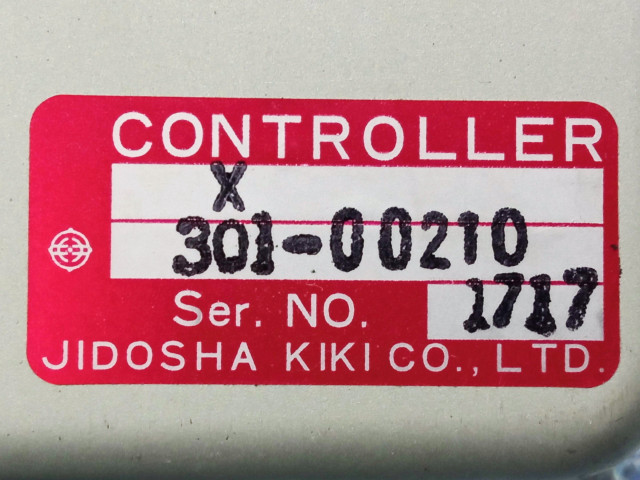 CONTROLLER
X
301-00210
Ser. NO. 1717
JIDOSHA KIKI CO., LTD.